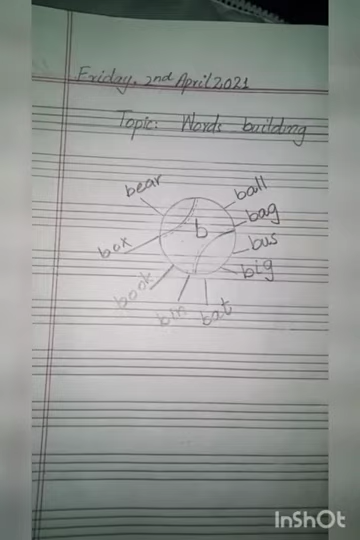 Friday, 2nd April 2021
Topic: Words building
bear
ball
bag
b
bus
box
big
book
bin
bat
InShOt